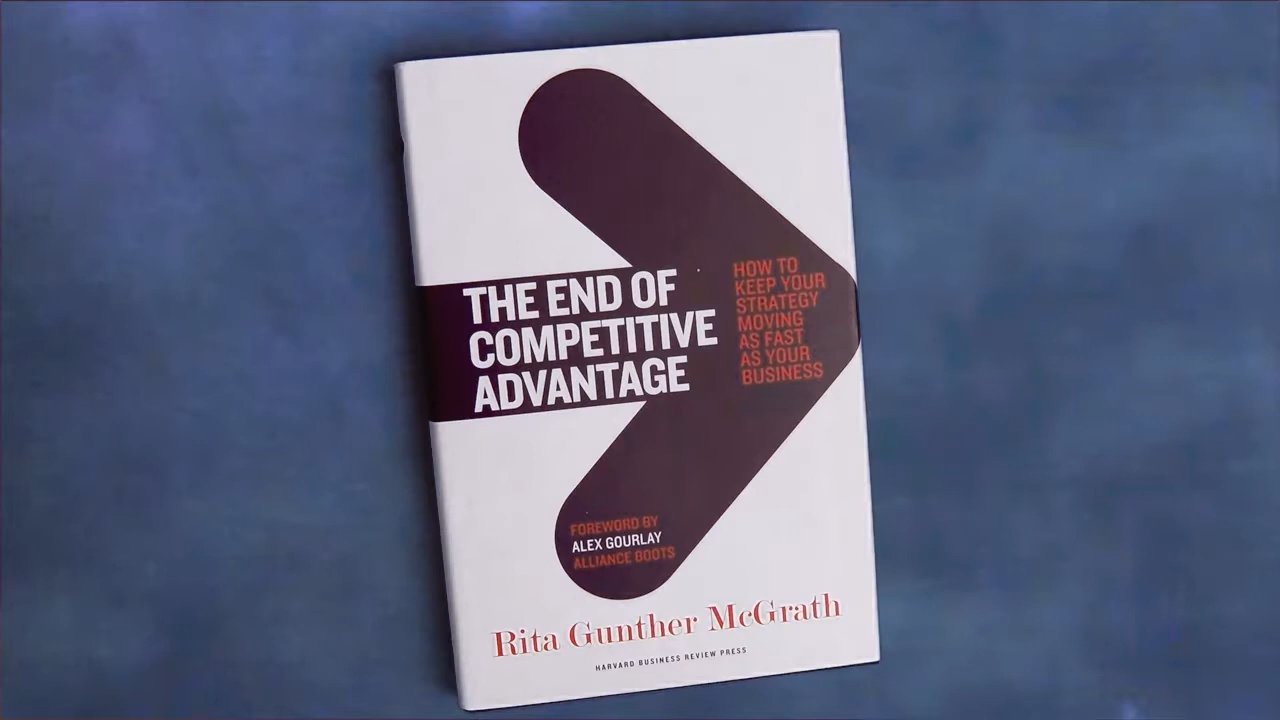 THE END OF
COMPETITIVE
ADVANTAGE
HOW TO
KEEP YOUR
STRATEGY
MOVING
AS FAST
AS YOUR
BUSINESS
FOREWORD BY
ALEX GOURLAY
ALLIANCE BOOTS
Rita Gunther McGrath
HARVARD BUSINESS REVIEW PRESS